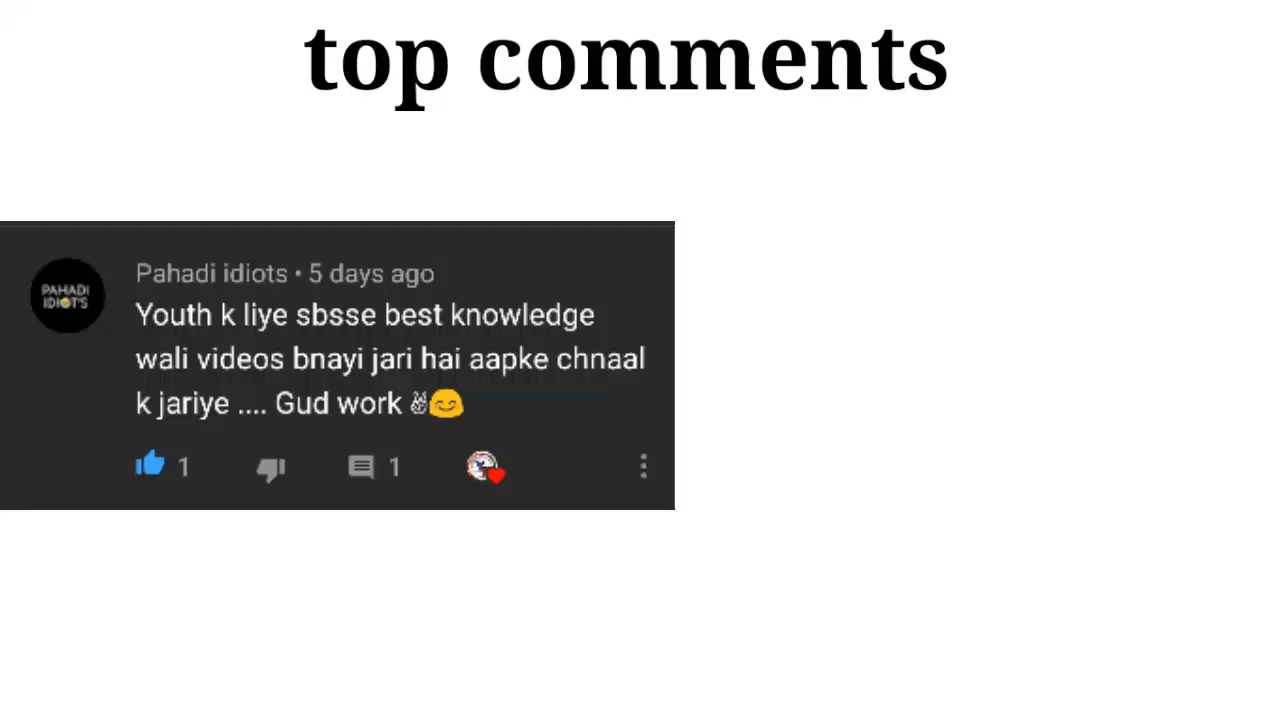 top comments
PAHADI
IDIOT'S
Pahadi idiots • 5 days ago
Youth k liye sbsse best knowledge
wali videos bnayi jari hai aapke chnaal
k jariye .... Gud work ✌😊
1 1